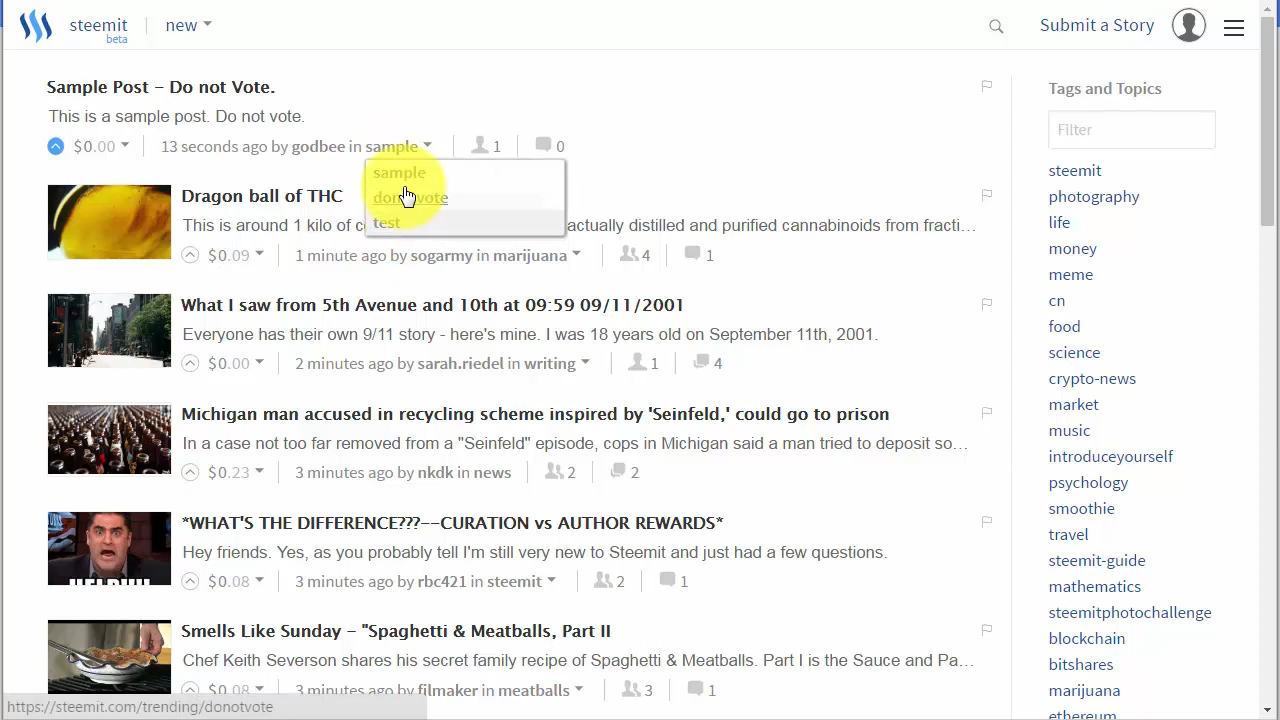 steemit
beta
new
Submit a Story
Sample Post – Do not Vote.
This is a sample post. Do not vote.
$0.00
13 seconds ago by godbee in sample
1
0
sample
donotvote
test
Dragon ball of THC
This is around 1 kilo of c
actually distilled and purified cannabinoids from fracti…
$0.09
1 minute ago by sogarmy in marijuana
4
1
What I saw from 5th Avenue and 10th at 09:59 09/11/2001
Everyone has their own 9/11 story - here's mine. I was 18 years old on September 11th, 2001.
$0.00
2 minutes ago by sarah.riedel in writing
1
4
Michigan man accused in recycling scheme inspired by 'Seinfeld,' could go to prison
In a case not too far removed from a "Seinfeld" episode, cops in Michigan said a man tried to deposit so…
$0.23
3 minutes ago by nkdk in news
2
2
*WHAT'S THE DIFFERENCE???--CURATION vs AUTHOR REWARDS*
Hey friends. Yes, as you probably tell I'm still very new to Steemit and just had a few questions.
$0.08
3 minutes ago by rbc421 in steemit
2
1
Smells Like Sunday – "Spaghetti & Meatballs, Part II
Chef Keith Severson shares his secret family recipe of Spaghetti & Meatballs. Part I is the Sauce and Pa…
$0.08
3 minutes ago by filmaker in meatballs
3
1
https://steemit.com/trending/donotvote
Tags and Topics
Filter
steemit
photography
life
money
meme
cn
food
science
crypto-news
market
music
introduceyourself
psychology
smoothie
travel
steemit-guide
mathematics
steemitphotochallenge
blockchain
bitshares
marijuana
ethereum